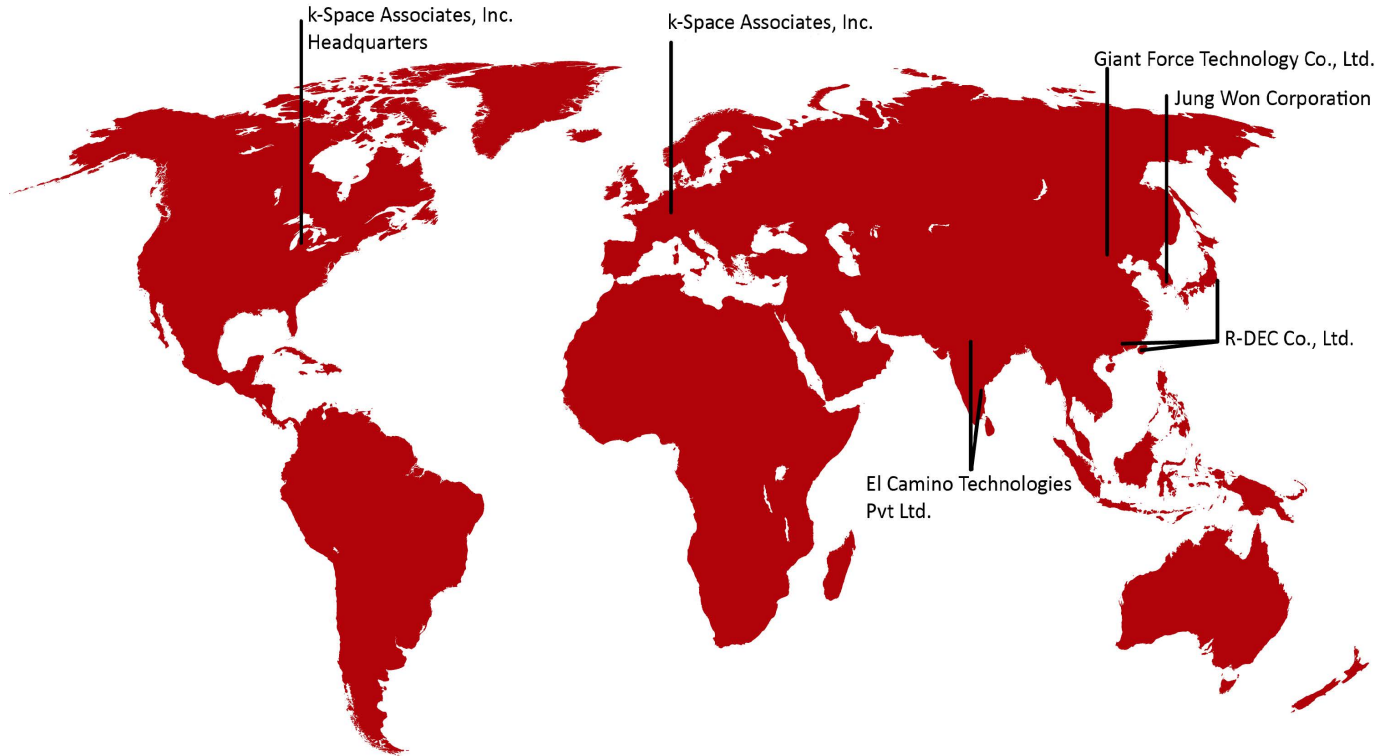 k-Space Associates, Inc.
Headquarters
k-Space Associates, Inc.
Giant Force Technology Co., Ltd.
Jung Won Corporation
R-DEC Co., Ltd.
El Camino Technologies
Pvt Ltd.